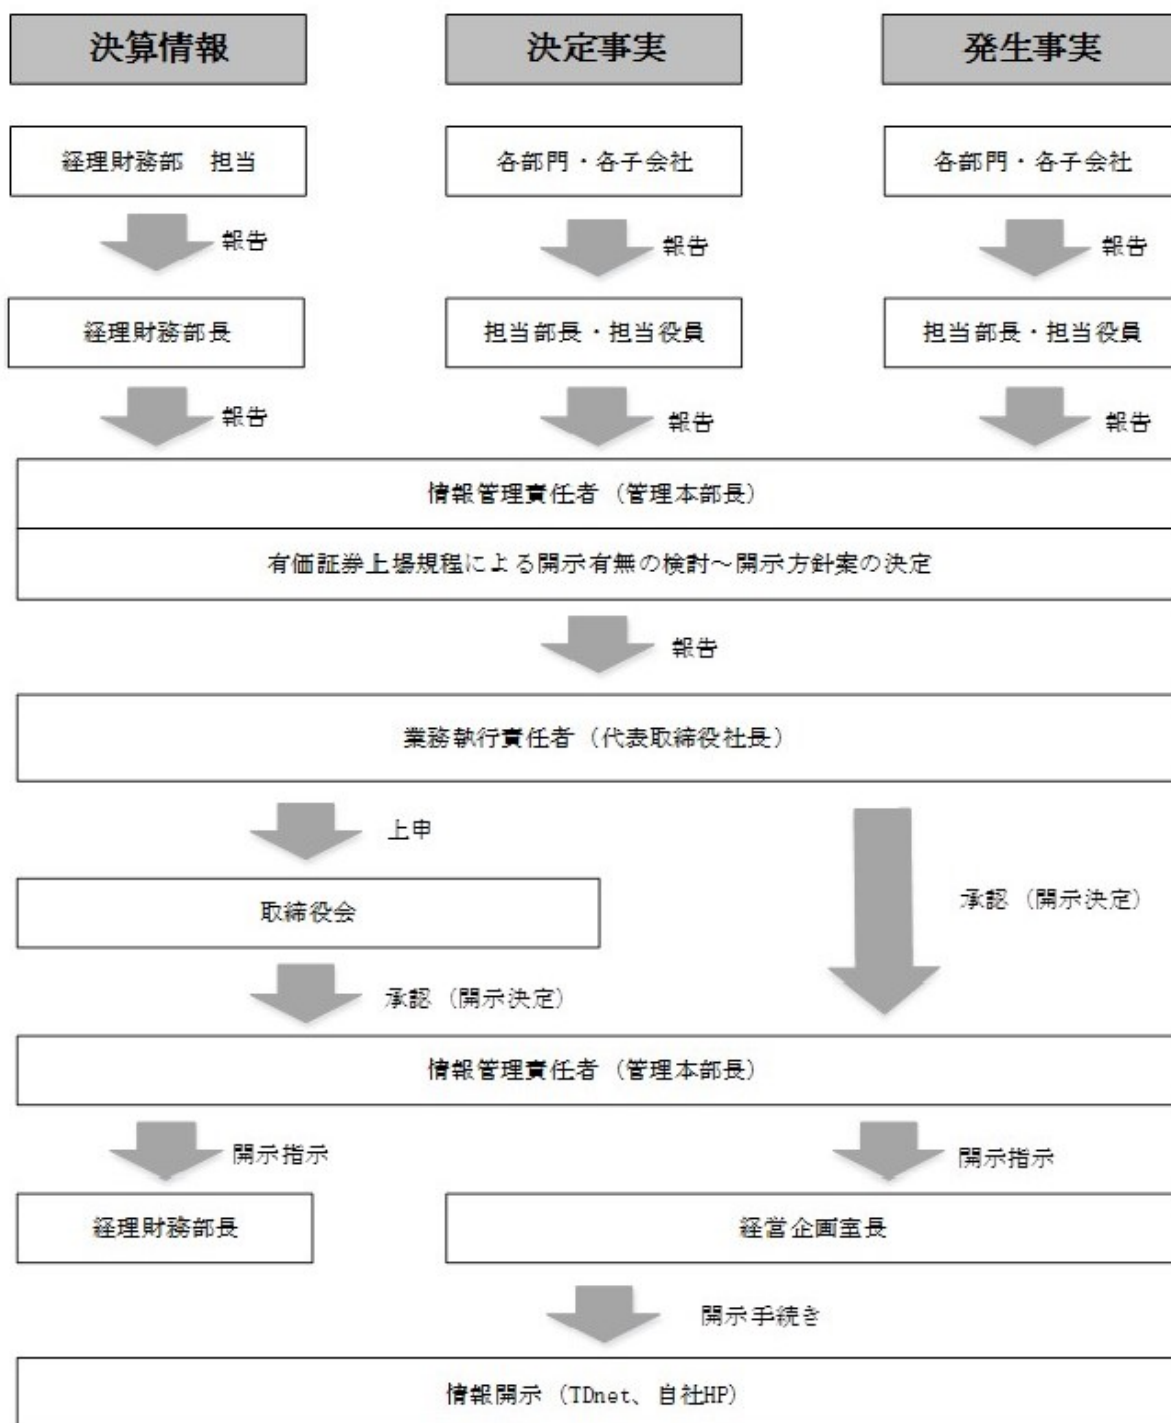 決算情報
決定事実
発生事実
経理財務部　担当
各部門・各子会社
各部門・各子会社
報告
報告
報告
経理財務部長
担当部長・担当役員
担当部長・担当役員
報告
報告
報告
情報管理責任者（管理本部長）
有価証券上場規程による開示有無の検討～開示方針案の決定
報告
業務執行責任者（代表取締役社長）
上申
取締役会
承認（開示決定）
承認（開示決定）
情報管理責任者（管理本部長）
開示指示
開示指示
経理財務部長
経営企画室長
開示手続き
情報開示（TDnet、自社HP）